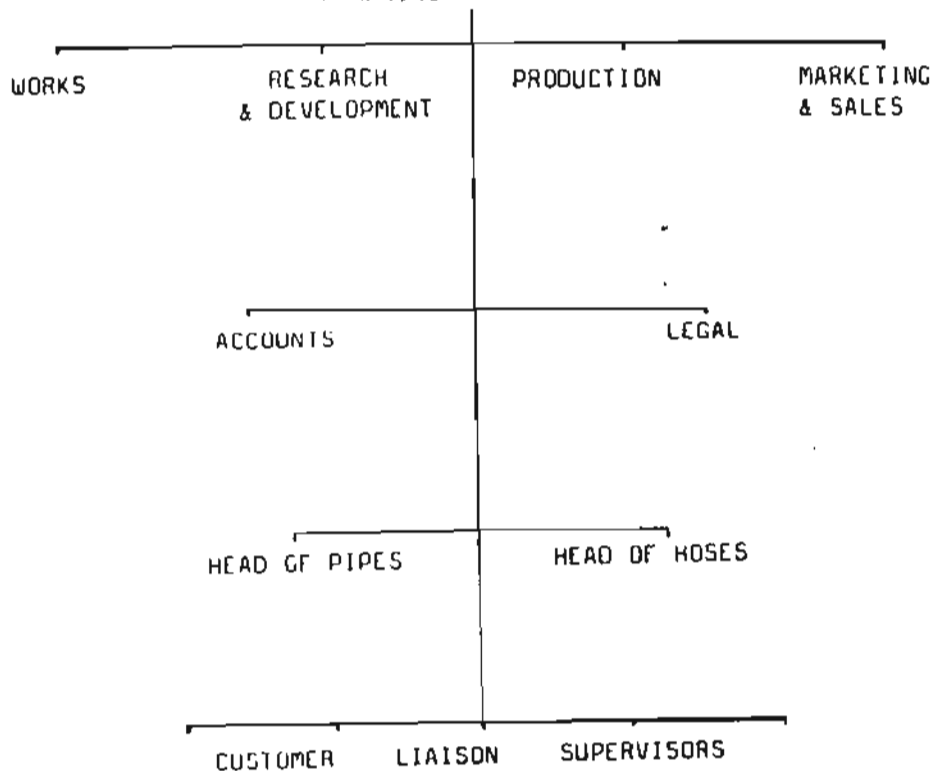 WORKS RESEARCH PRODUCTION MARKETING
& DEVELOPMENT & SALES
ACCOUNTS LEGAL
HEAD OF PIPES HEAD OF HOSES
CUSTOMER LIAISON SUPERVISORS